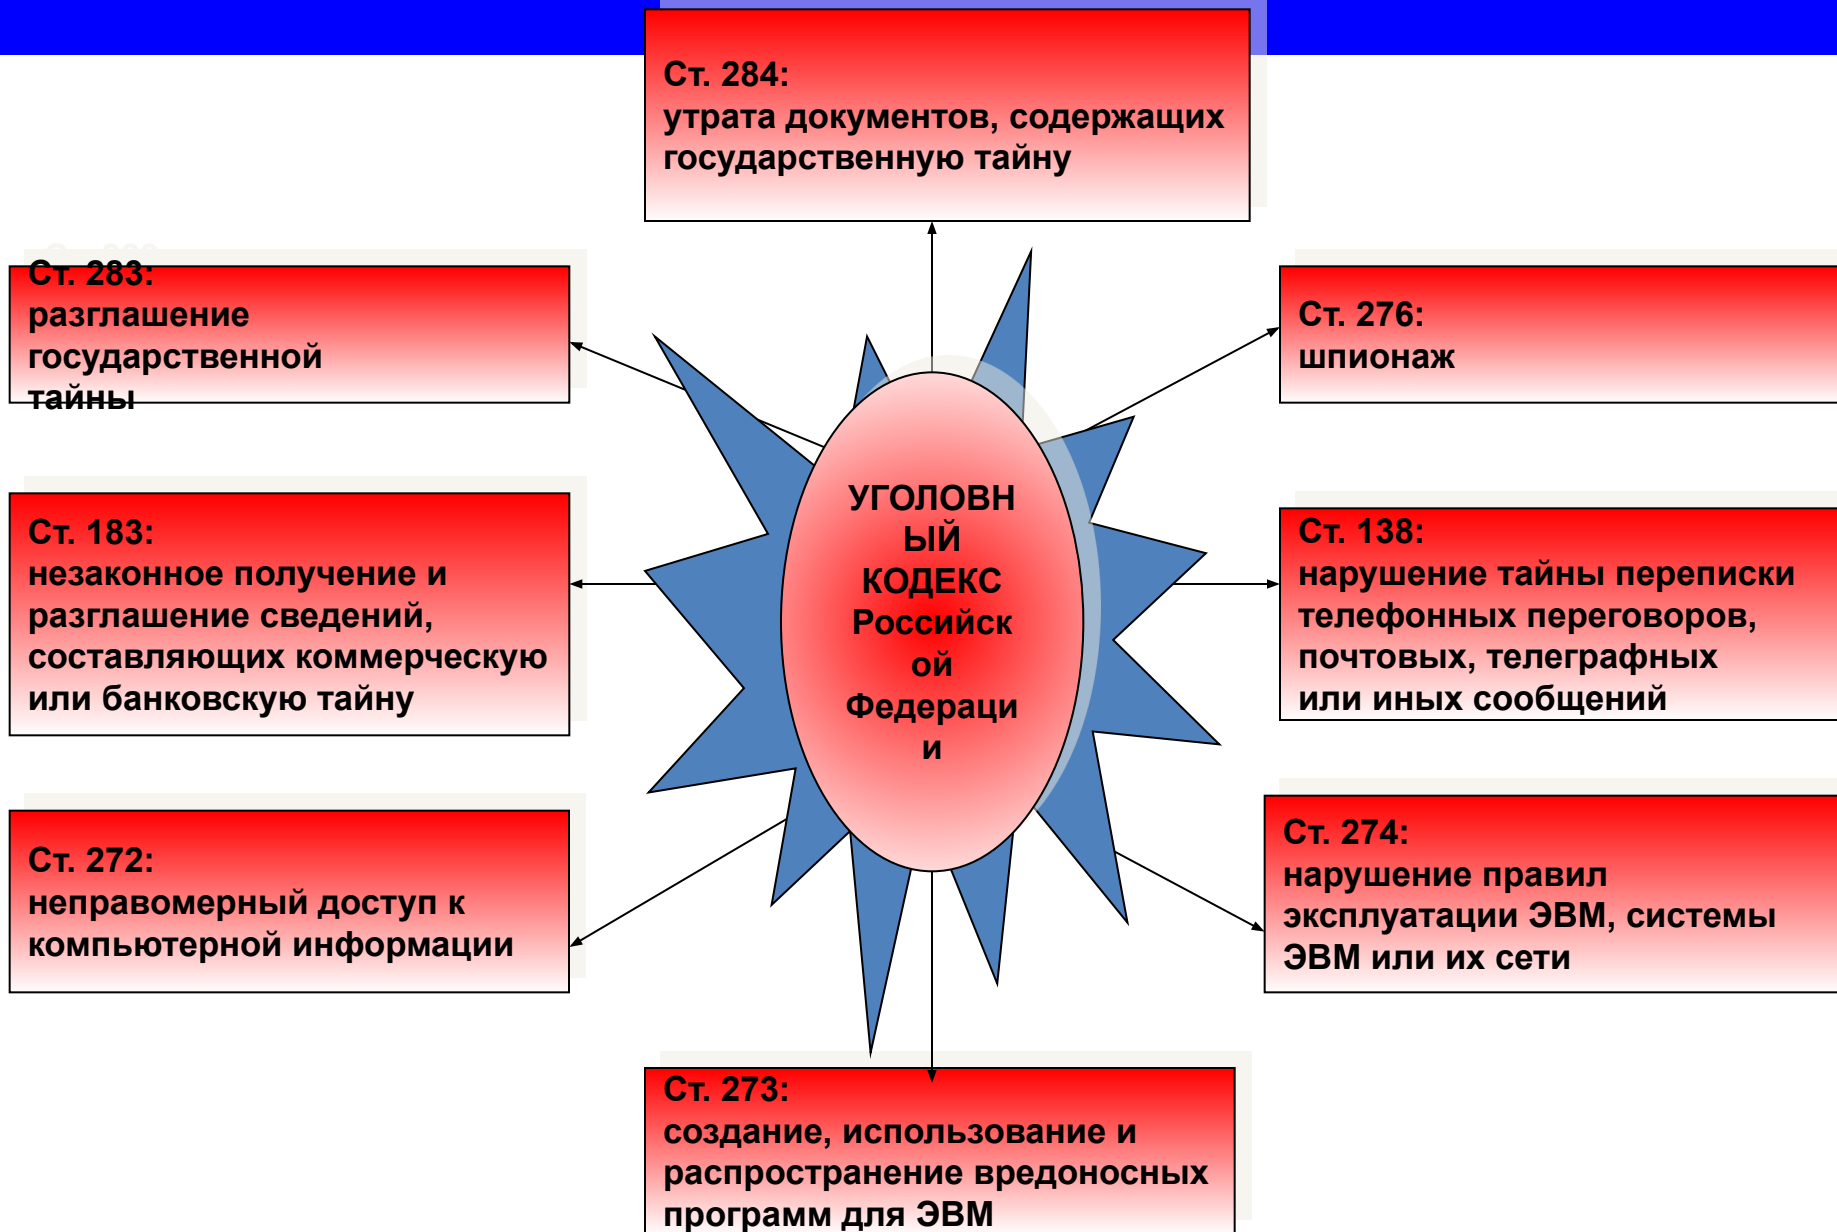 Ст. 284:
утрата документов, содержащих
государственную тайну
Ст. 283:
разглашение
государственной
тайны
Ст. 276:
шпионаж
Ст. 183:
незаконное получение и
разглашение сведений,
составляющих коммерческую
или банковскую тайну
УГОЛОВН
ЫЙ
КОДЕКС
Российск
ой
Федераци
и
Ст. 138:
нарушение тайны переписки
телефонных переговоров,
почтовых, телеграфных
или иных сообщений
Ст. 272:
неправомерный доступ к
компьютерной информации
Ст. 274:
нарушение правил
эксплуатации ЭВМ, системы
ЭВМ или их сети
Ст. 273:
создание, использование и
распространение вредоносных
программ для ЭВМ